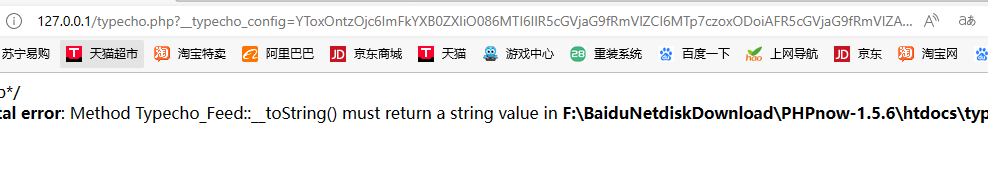 127.0.0.1/typecho.php?__typecho_config=YToxOntzOjc6ImFkYXB0ZXIiO086MTI6IlR5cGVjaG9fRmVlZCI6MTp7czoxODoiAFR5cGVjaG9fRmVlZA...
苏宁易购 天猫超市 淘宝特卖 阿里巴巴 京东商城 天猫 游戏中心 重装系统 百度一下 上网导航 京东 淘宝网
o*/
tal error: Method Typecho_Feed::__toString() must return a string value in F:\BaiduNetdiskDownload\PHPnow-1.5.6\htdocs\typ